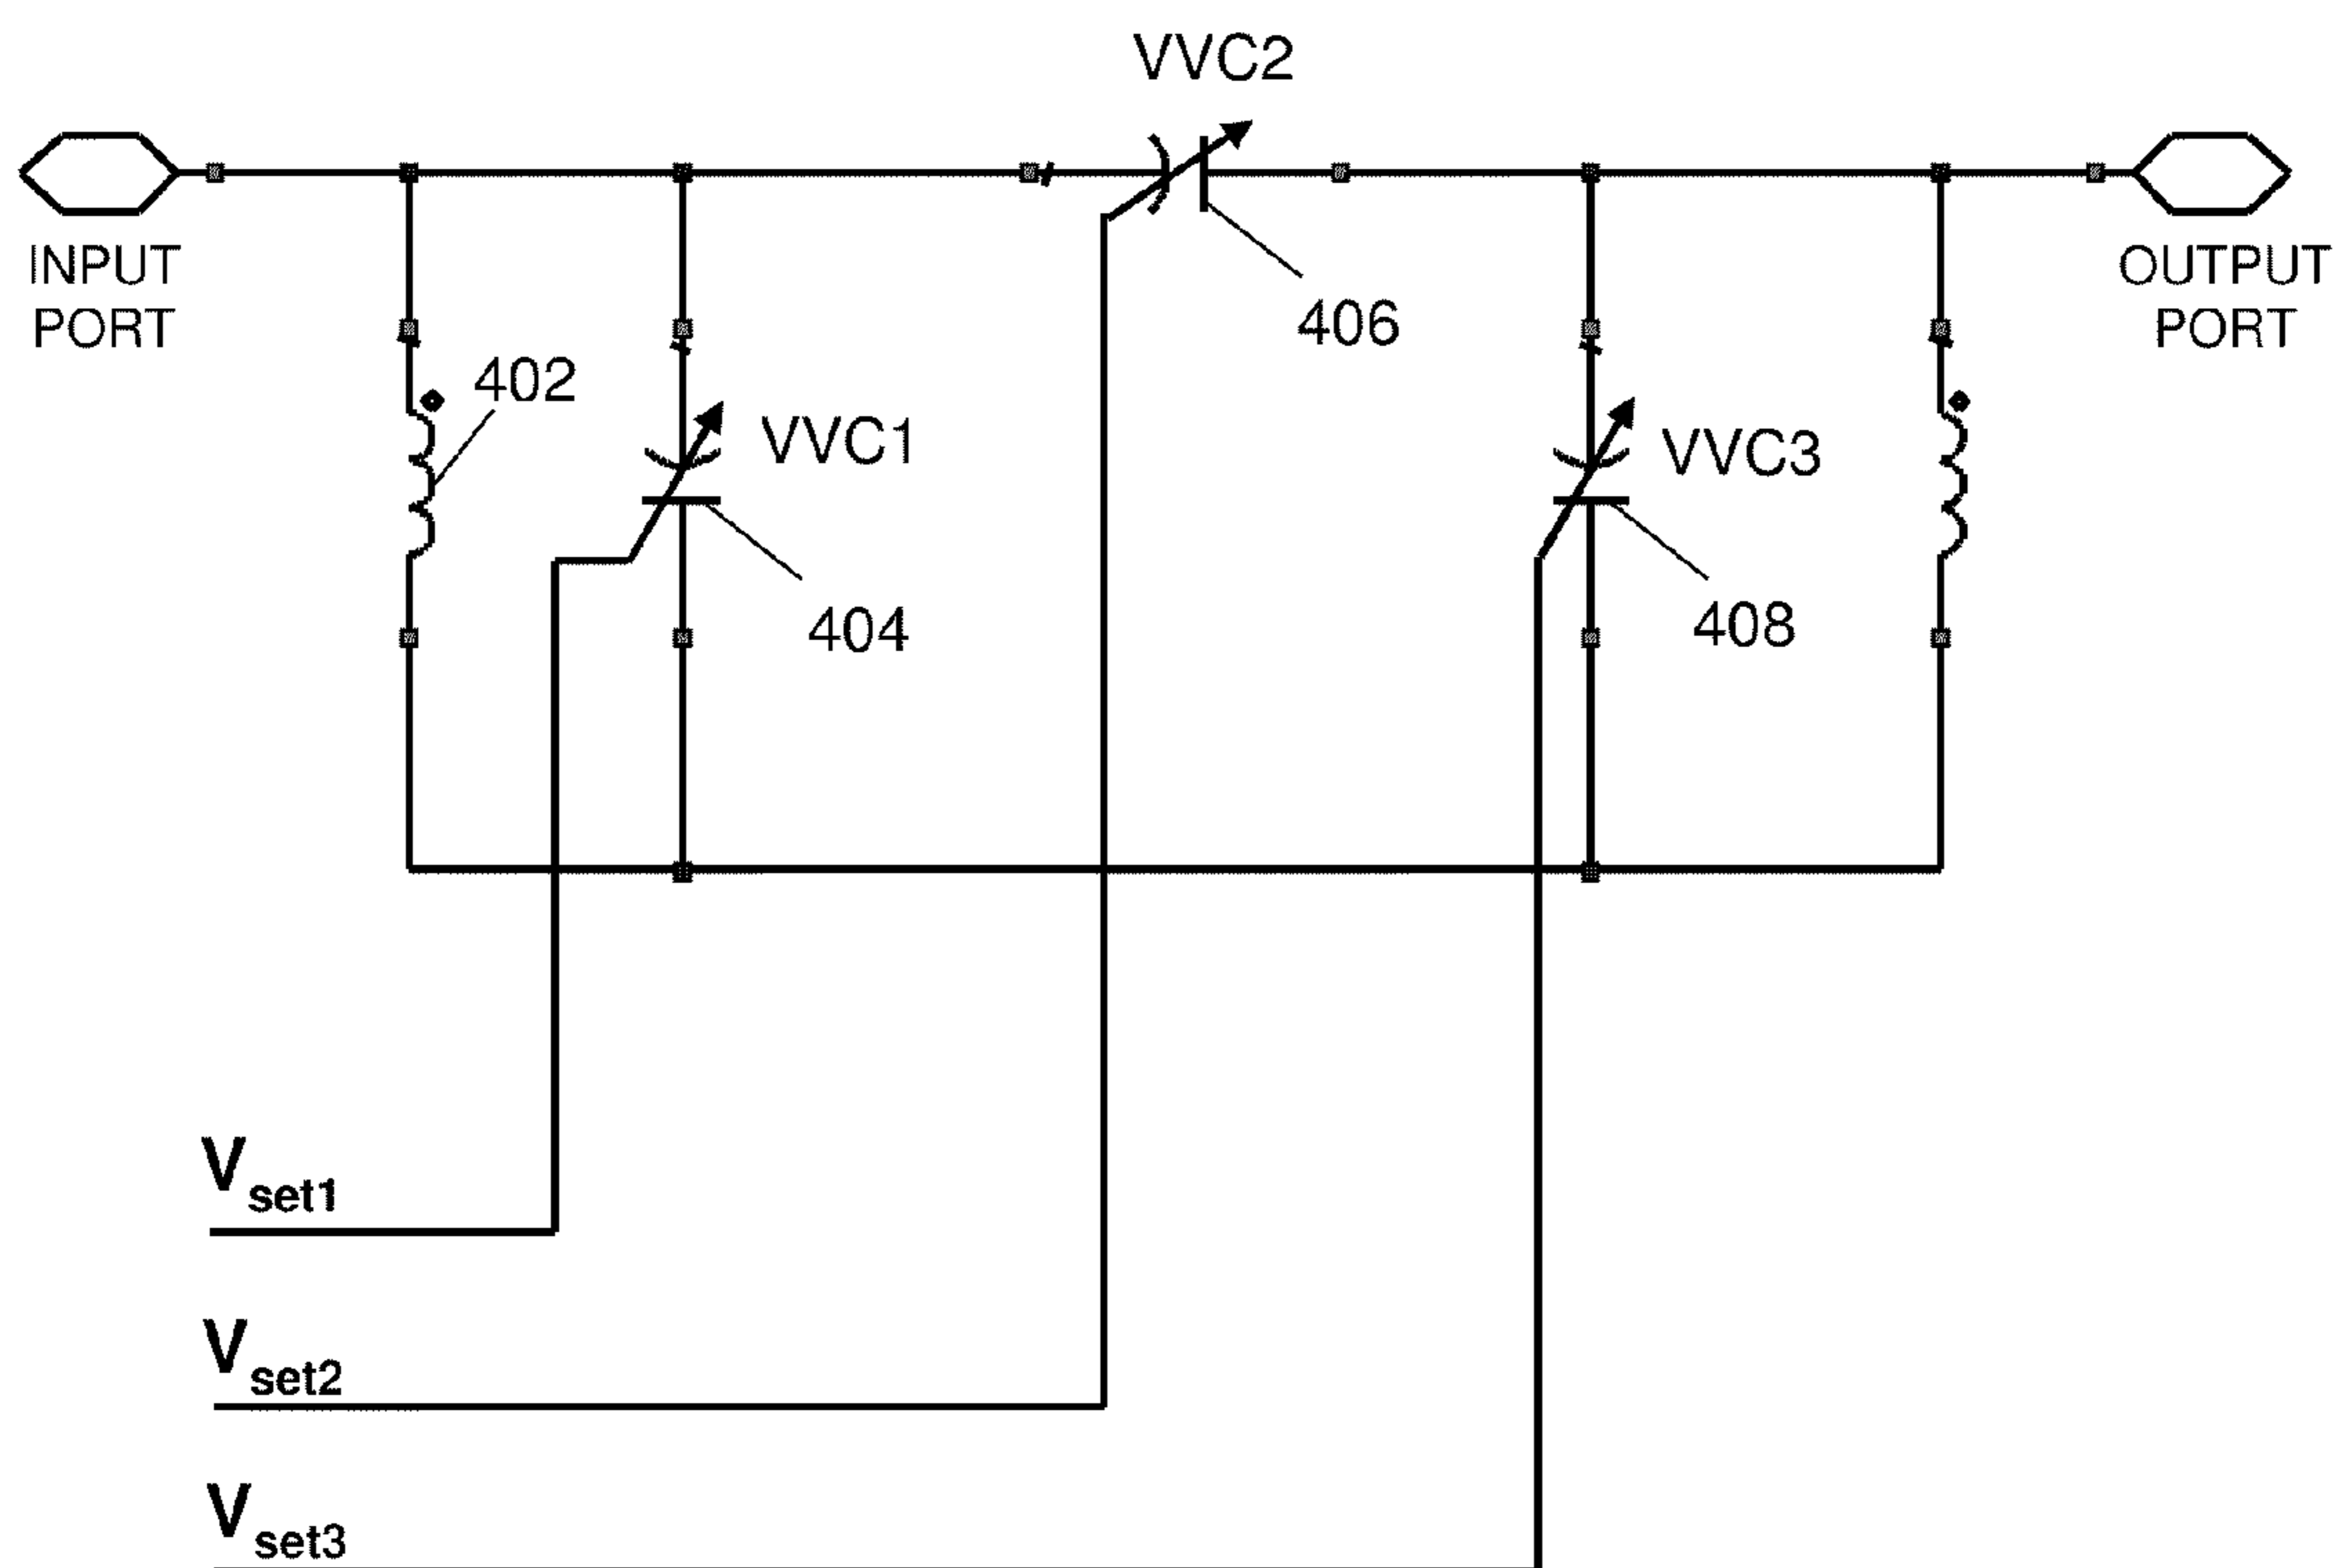 VVC2
INPUT
PORT
OUTPUT
PORT
406
402
VVC1
VVC3
404
408
Vset1
Vset2
Vset3